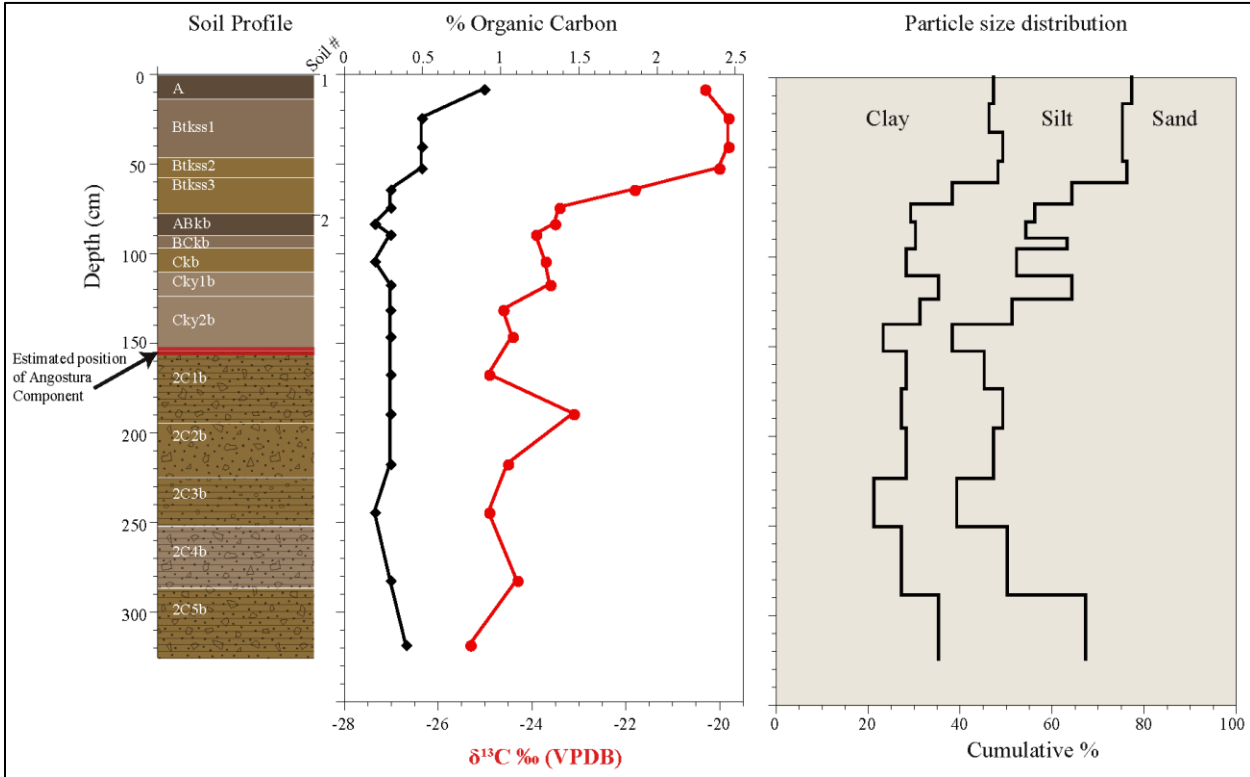 Soil Profile
Soil #
% Organic Carbon
Particle size distribution
0 0.5 1 1.5 2 2.5
0
50
100
150
200
250
300
Depth (cm)
1
2
A
Btkss1
Btkss2
Btkss3
ABkb
BCkb
Ckb
Cky1b
Cky2b
2C1b
2C2b
2C3b
2C4b
2C5b
Estimated position
of Angostura
Component
-28 -26 -24 -22 -20
δ¹³C ‰ (VPDB)
Clay Silt Sand
0 20 40 60 80 100
Cumulative %